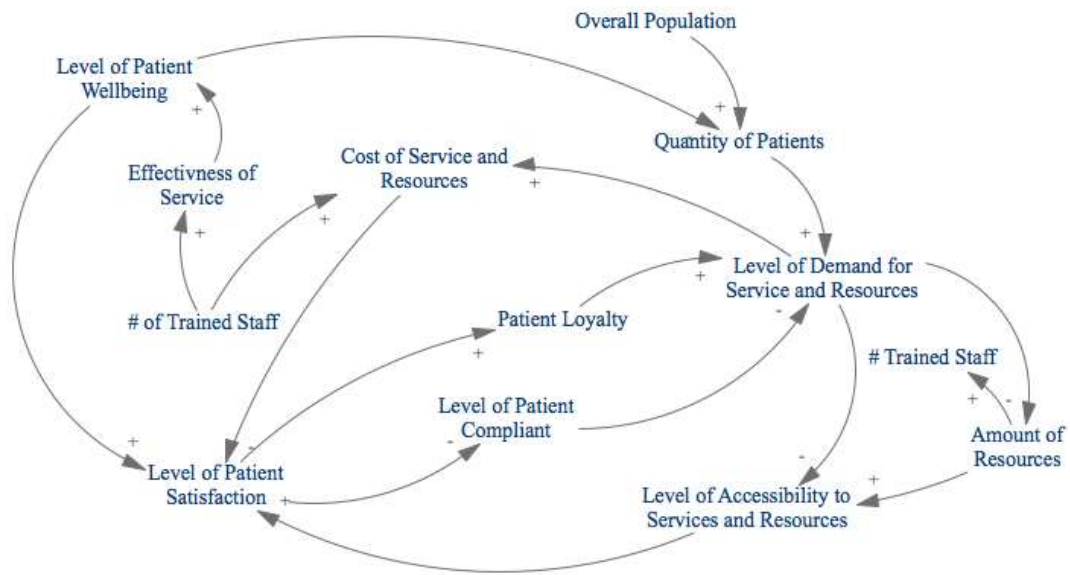 Overall Population
Level of Patient
Wellbeing
+
+
Quantity of Patients
Cost of Service and
Resources
+
Effectivness of
Service
+
+
+
Level of Demand for
Service and Resources
+
-
# of Trained Staff
Patient Loyalty
+
# Trained Staff
+
-
Level of Patient
Compliant
-
Amount of
Resources
+
-
Level of Patient
Satisfaction
+
-
+
Level of Accessibility to
Services and Resources